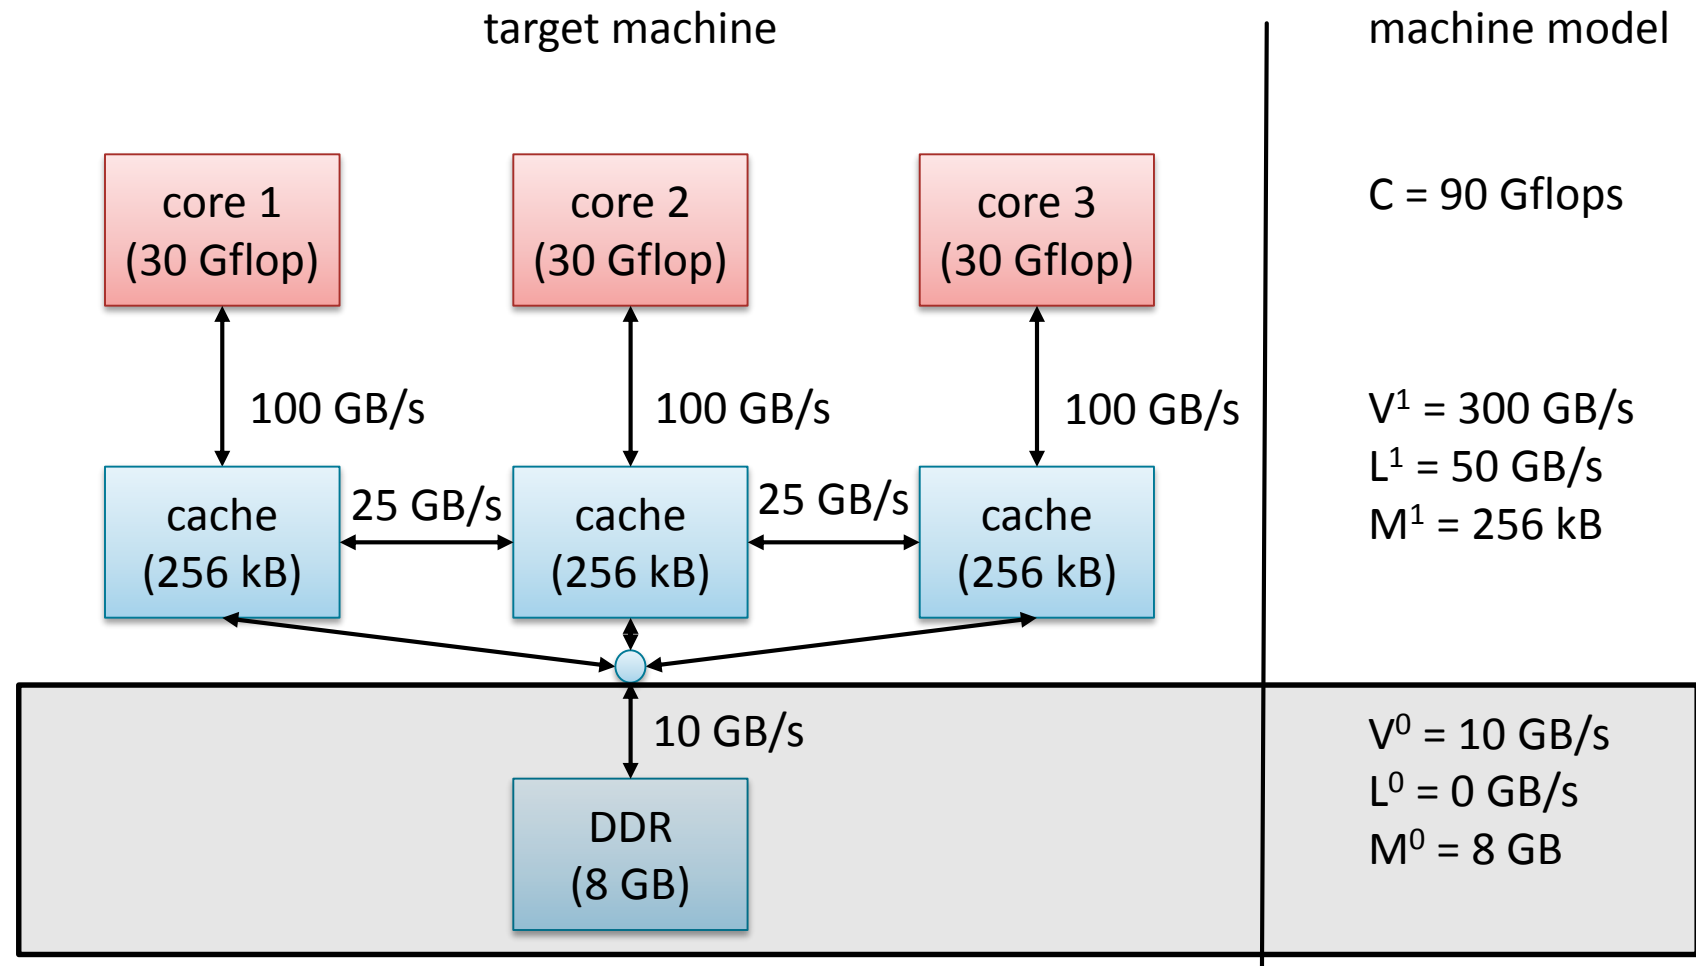 target machine
machine model
core 1
(30 Gflop)
core 2
(30 Gflop)
core 3
(30 Gflop)
C = 90 Gflops
100 GB/s
100 GB/s
100 GB/s
V¹ = 300 GB/s
L¹ = 50 GB/s
M¹ = 256 kB
cache
(256 kB)
25 GB/s
cache
(256 kB)
25 GB/s
cache
(256 kB)
10 GB/s
V⁰ = 10 GB/s
L⁰ = 0 GB/s
M⁰ = 8 GB
DDR
(8 GB)